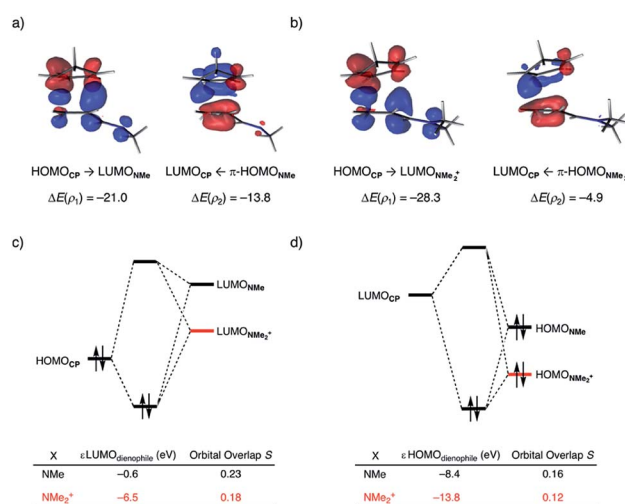 a)
b)
HOMO_CP → LUMO_NMe
LUMO_CP ← π-HOMO_NMe
HOMO_CP → LUMO_NMe₂⁺
LUMO_CP ← π-HOMO_NMe₂
ΔE(ρ₁) = –21.0
ΔE(ρ₂) = –13.8
ΔE(ρ₁) = –28.3
ΔE(ρ₂) = –4.9
c)
LUMO_NMe
LUMO_NMe₂⁺
HOMO_CP
X εLUMO_dienophile (eV) Orbital Overlap S
NMe –0.6 0.23
NMe₂⁺ –6.5 0.18
d)
LUMO_CP
HOMO_NMe
HOMO_NMe₂⁺
X εHOMO_dienophile (eV) Orbital Overlap S
NMe –8.4 0.16
NMe₂⁺ –13.8 0.12